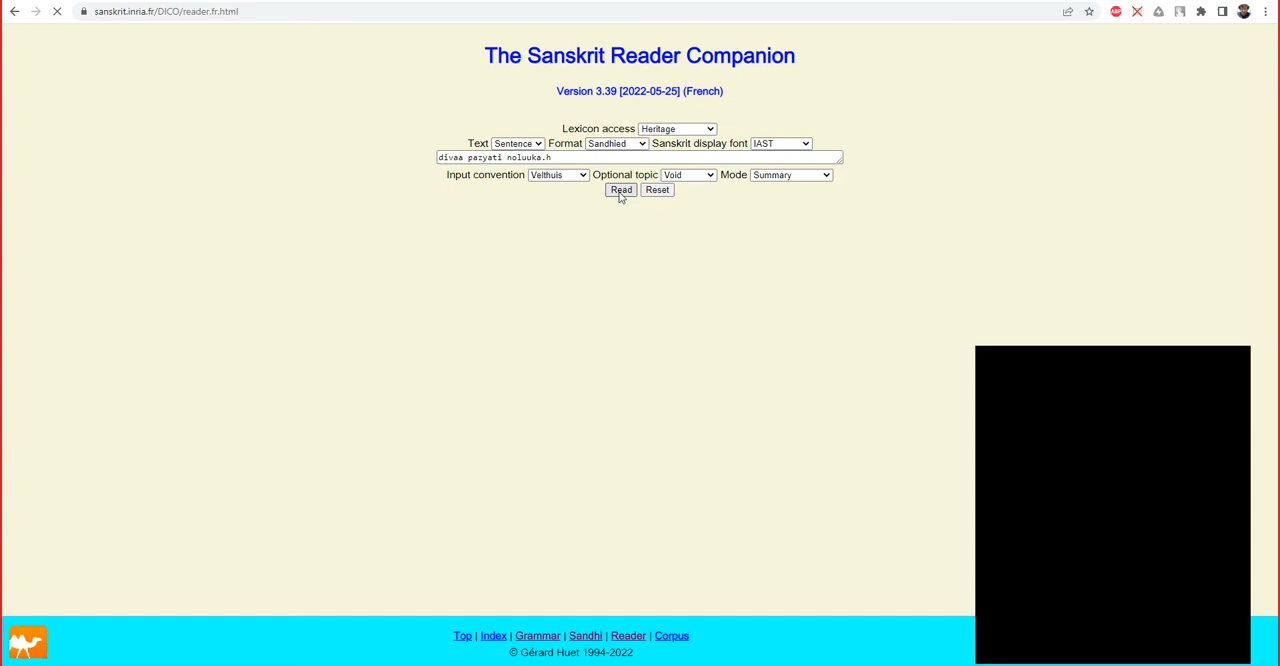 sanskrit.inria.fr/DICO/reader.fr.html
ABP
The Sanskrit Reader Companion
Version 3.39 [2022-05-25] (French)
Lexicon access Heritage
Text Sentence Format Sandhied Sanskrit display font IAST
divaa pazyati noluuka.h
Input convention Velthuis Optional topic Void Mode Summary
Read Reset
Top | Index | Grammar | Sandhi | Reader | Corpus
© Gérard Huet 1994-2022